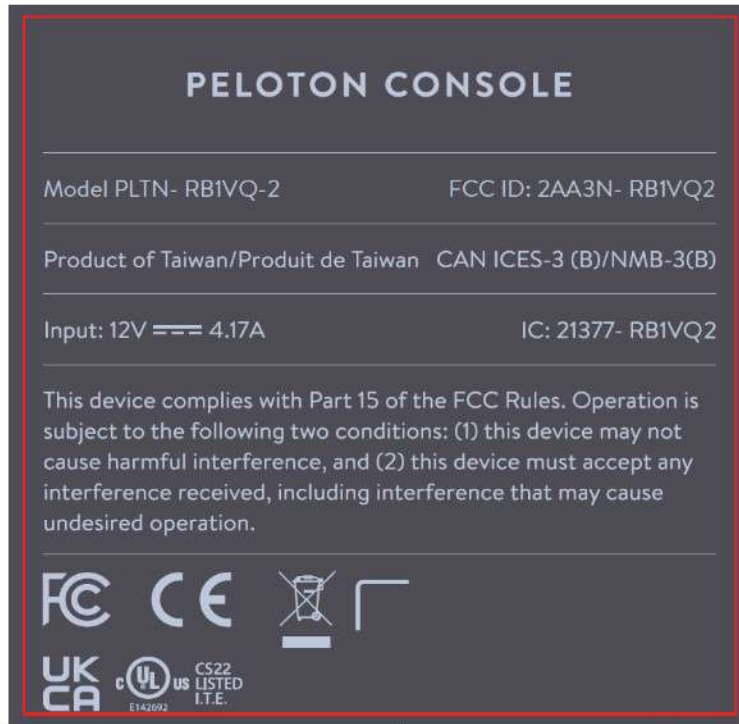 PELOTON CONSOLE
Model PLTN- RB1VQ-2 FCC ID: 2AA3N- RB1VQ2
Product of Taiwan/Produit de Taiwan CAN ICES-3 (B)/NMB-3(B)
Input: 12V 4.17A IC: 21377- RB1VQ2
This device complies with Part 15 of the FCC Rules. Operation is
subject to the following two conditions: (1) this device may not
cause harmful interference, and (2) this device must accept any
interference received, including interference that may cause
undesired operation.
FC CE
UK
CA
c UL us
E142692
CS22
LISTED
I.T.E.